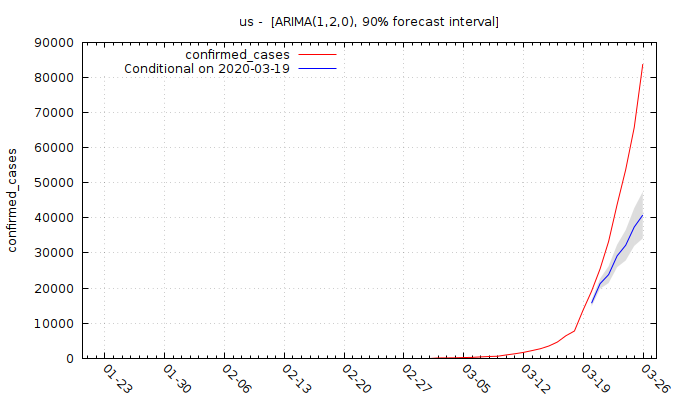 us -  [ARIMA(1,2,0), 90% forecast interval]
confirmed_cases
Conditional on 2020-03-19
90000
80000
70000
60000
50000
40000
30000
20000
10000
0
confirmed_cases
01-23 01-30 02-06 02-13 02-20 02-27 03-05 03-12 03-19 03-26